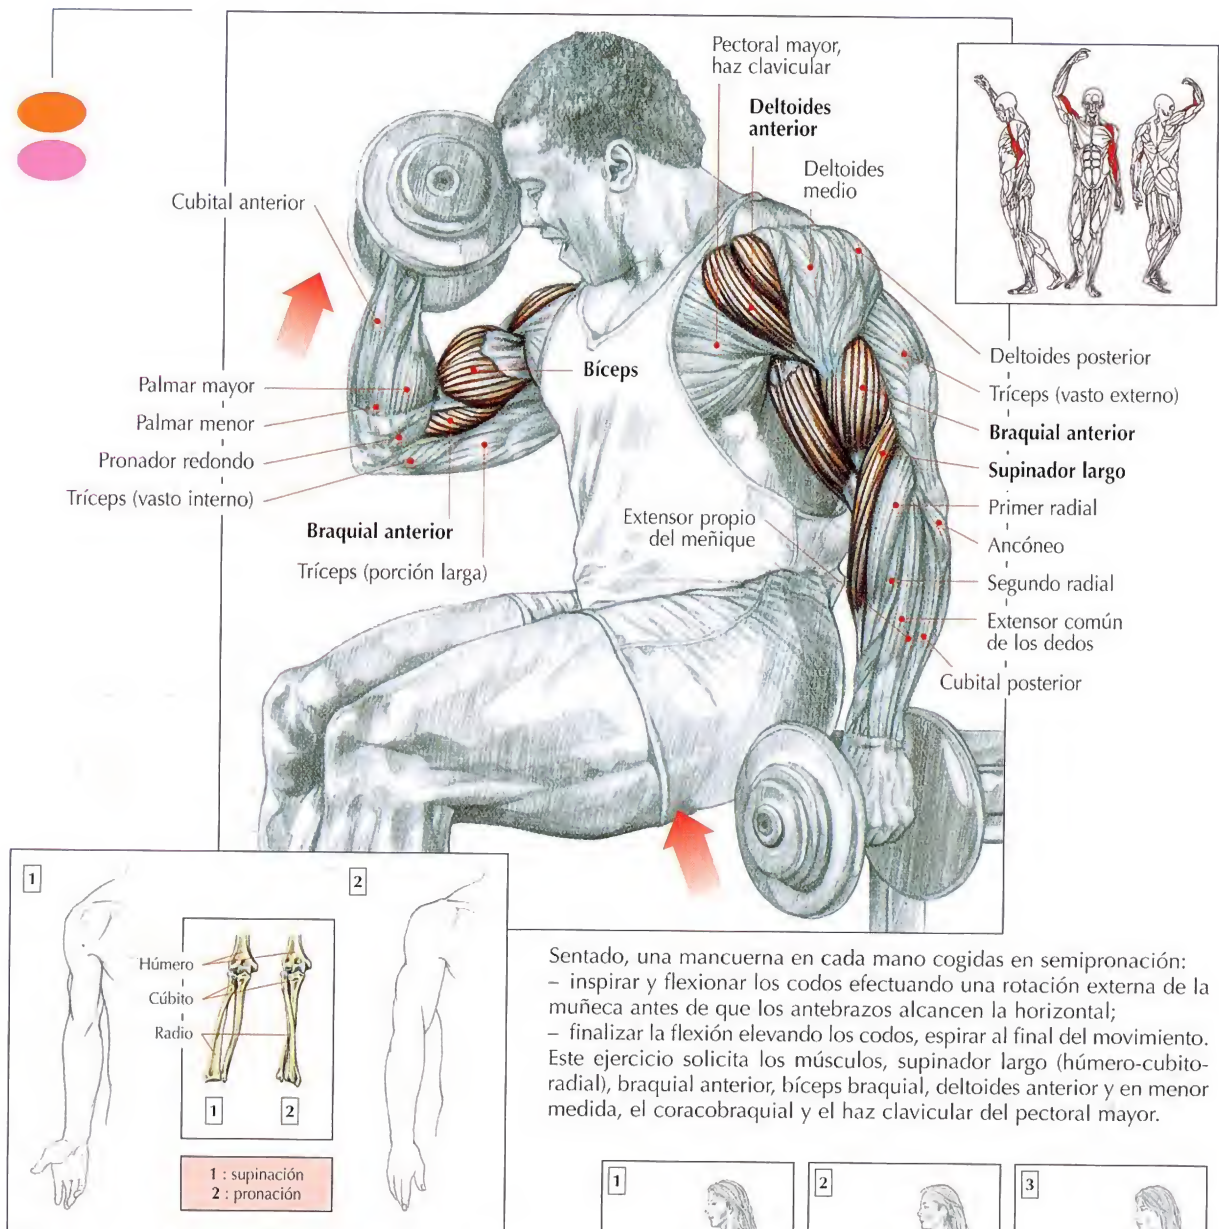 Pectoral mayor,
haz clavicular
Deltoides
anterior
Deltoides
medio
Cubital anterior
Palmar mayor
Palmar menor
Pronador redondo
Tríceps (vasto interno)
Braquial anterior
Tríceps (porción larga)
Bíceps
Extensor propio
del meñique
Deltoides posterior
Tríceps (vasto externo)
Braquial anterior
Supinador largo
Primer radial
Ancóneo
Segundo radial
Extensor común
de los dedos
Cubital posterior
1
2
Húmero
Cúbito
Radio
1
2
1 : supinación
2 : pronación
Sentado, una mancuerna en cada mano cogidas en semipronación:
– inspirar y flexionar los codos efectuando una rotación externa de la
muñeca antes de que los antebrazos alcancen la horizontal;
– finalizar la flexión elevando los codos, espirar al final del movimiento.
Este ejercicio solicita los músculos, supinador largo (húmero-cubito-
radial), braquial anterior, bíceps braquial, deltoides anterior y en menor
medida, el coracobraquial y el haz clavicular del pectoral mayor.
1
2
3